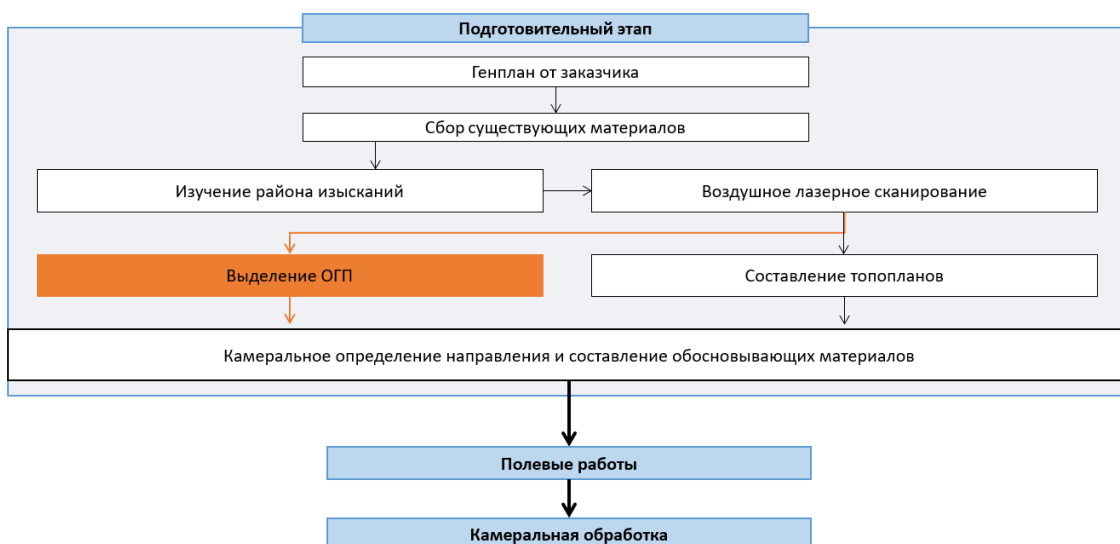 Подготовительный этап
Генплан от заказчика
Сбор существующих материалов
Изучение района изысканий
Воздушное лазерное сканирование
Выделение ОГП
Составление топопланов
Камеральное определение направления и составление обосновывающих материалов
Полевые работы
Камеральная обработка